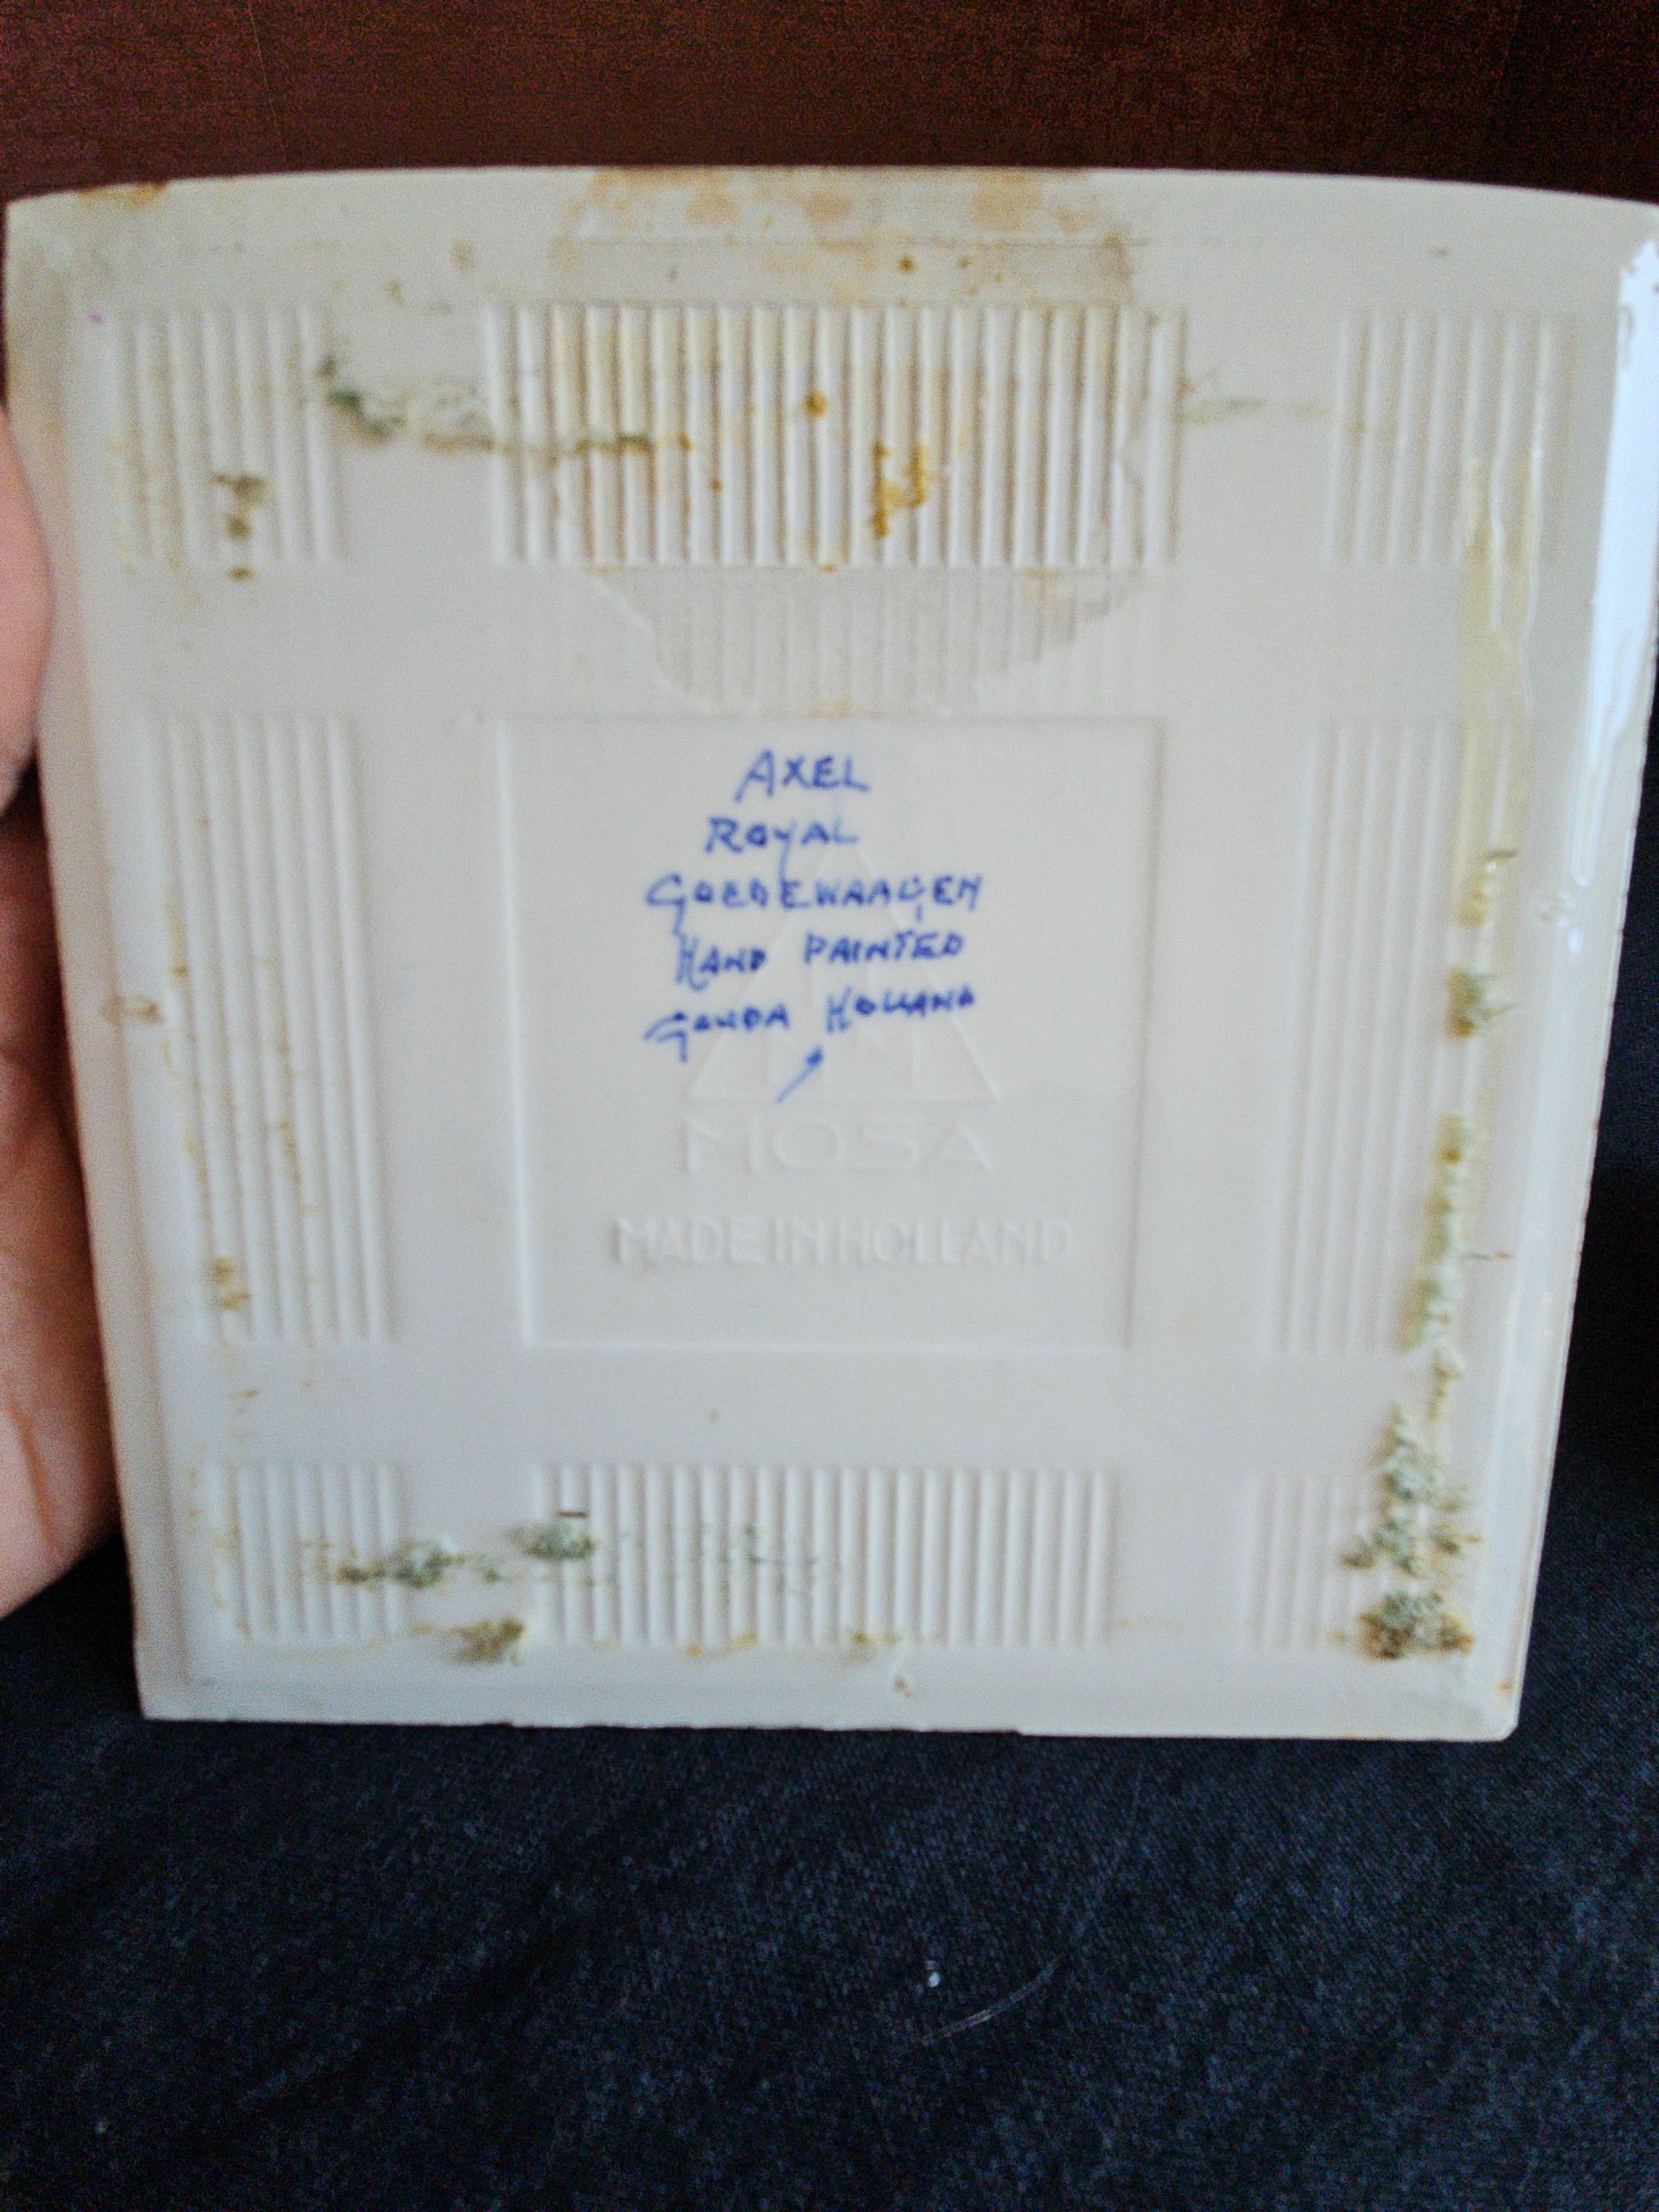 AXEL
ROYAL
GOEDEWAAGEN
HAND PAINTED
GOUDA HOLLAND
MOSA
MADE IN HOLLAND